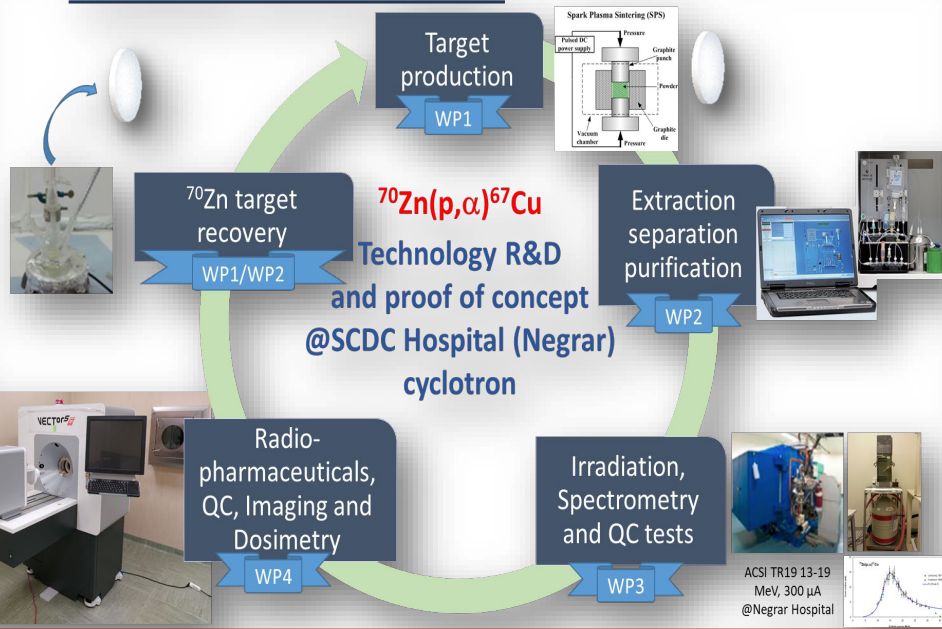 Target
production
WP1
Spark Plasma Sintering (SPS)
Pressure
Pulsed DC
power supply
Graphite
punch
Powder
Vacuum
chamber
Graphite
die
Pressure
70Zn target
recovery
WP1/WP2
70Zn(p,α)67Cu
Technology R&D
and proof of concept
@SCDC Hospital (Negrar)
cyclotron
Extraction
separation
purification
WP2
VECTor5
Radio-
pharmaceuticals,
QC, Imaging and
Dosimetry
WP4
Irradiation,
Spectrometry
and QC tests
WP3
ACSI TR19 13-19
MeV, 300 µA
@Negrar Hospital